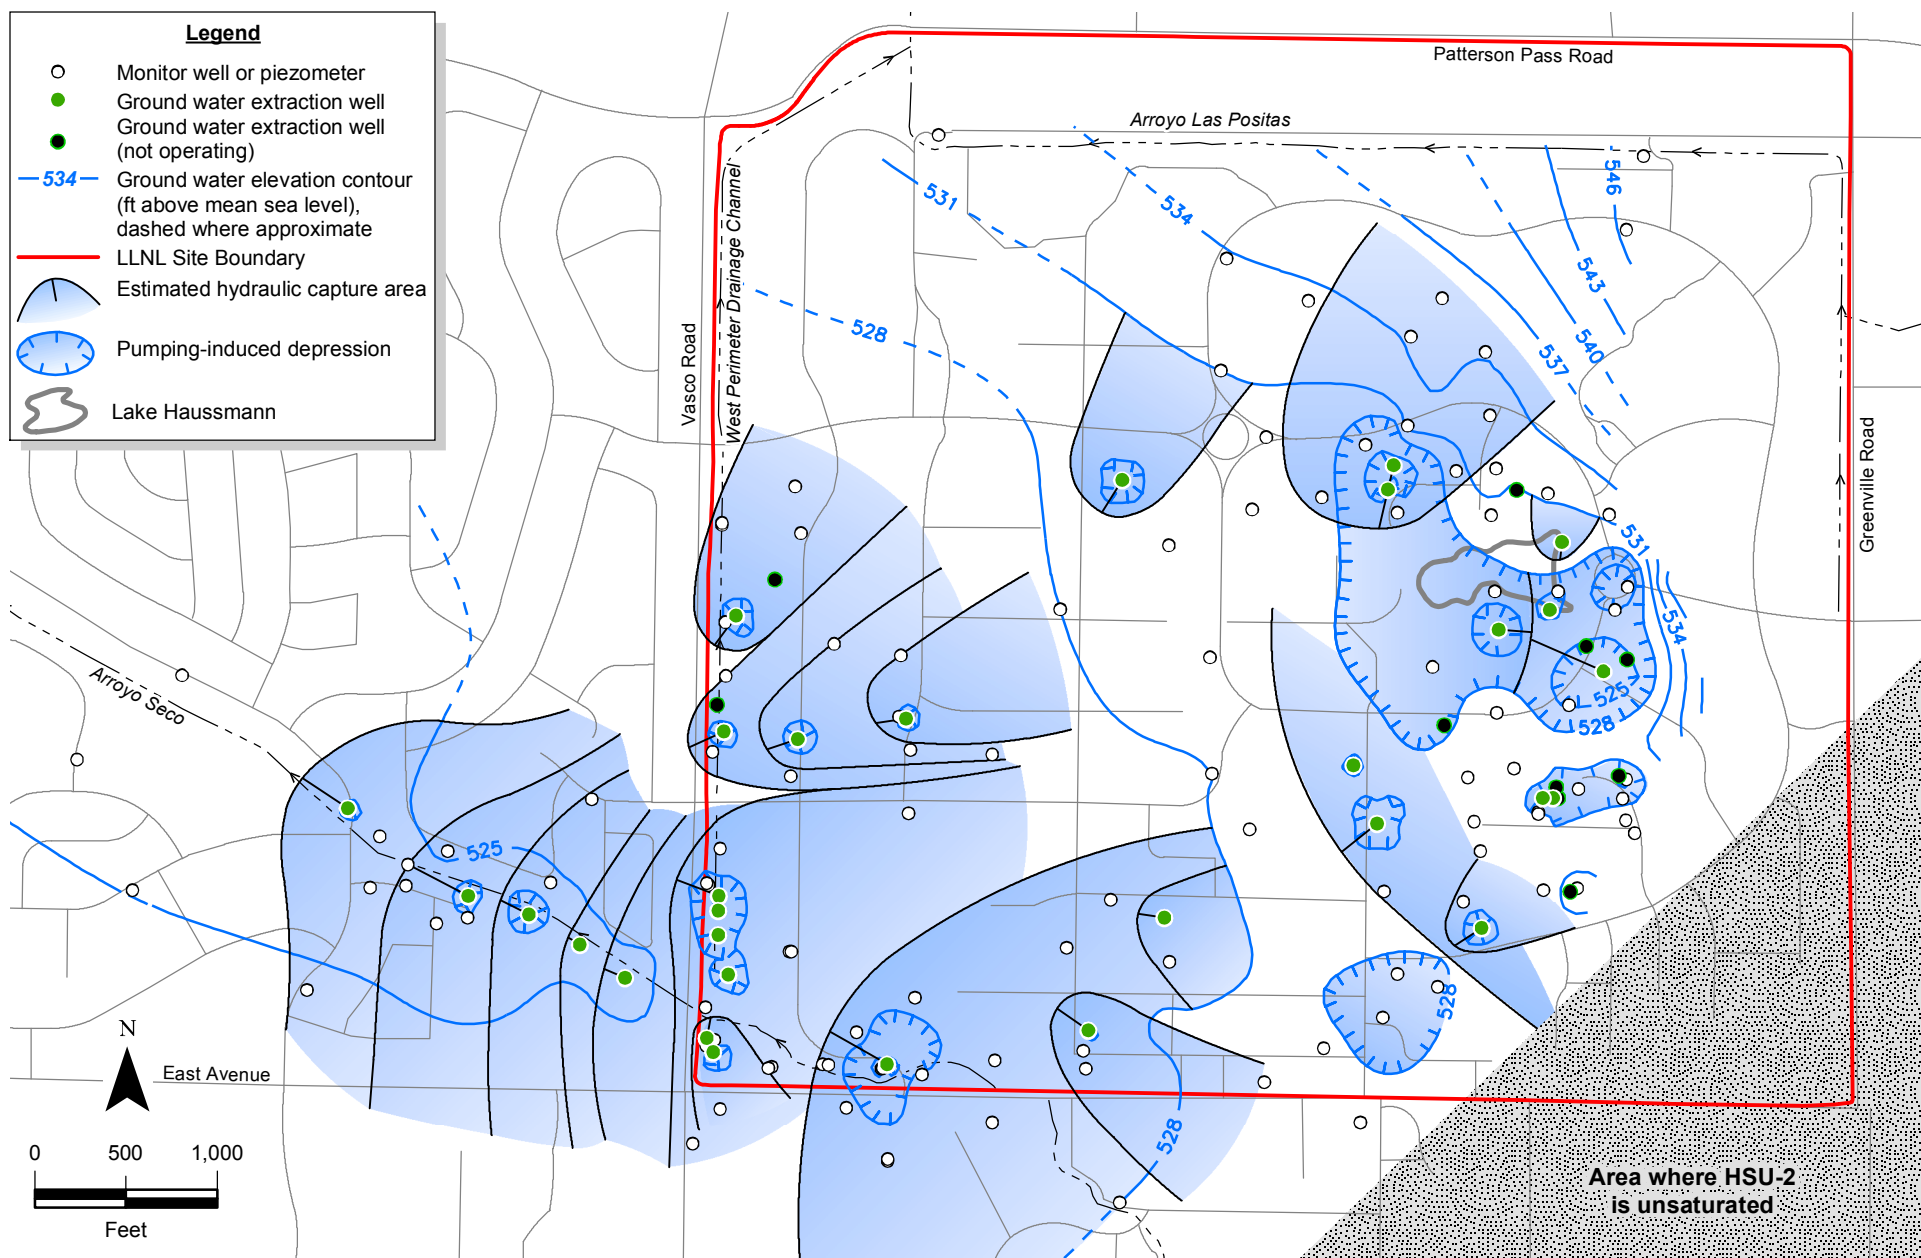 Legend
Monitor well or piezometer
Ground water extraction well
Ground water extraction well
(not operating)
534
Ground water elevation contour
(ft above mean sea level),
dashed where approximate
LLNL Site Boundary
Estimated hydraulic capture area
Pumping-induced depression
Lake Haussmann
Patterson Pass Road
Arroyo Las Positas
West Perimeter Drainage Channel
Vasco Road
Greenville Road
531
534
546
543
540
537
528
531
534
525
528
Arroyo Seco
525
528
528
N
East Avenue
0 500 1,000
Feet
Area where HSU-2
is unsaturated